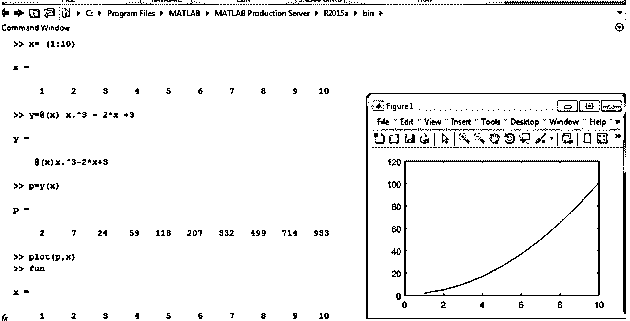 C: ▸ Program Files ▸ MATLAB ▸ MATLAB Production Server ▸ R2015a ▸ bin ▸
Command Window
>> x= (1:10)
x =
1 2 3 4 5 6 7 8 9 10
>> y=@(x) x.^3 - 2*x +3
y =
@(x)x.^3-2*x+3
>> p=y(x)
p =
2 7 24 59 118 207 332 499 714 983
>> plot(p,x)
>> fun
x =
fx 1 2 3 4 5 6 7 8 9 10
Figure1
File Edit View Insert Tools Desktop Window Help
120
100
80
60
40
20
0
0 2 4 6 8 10